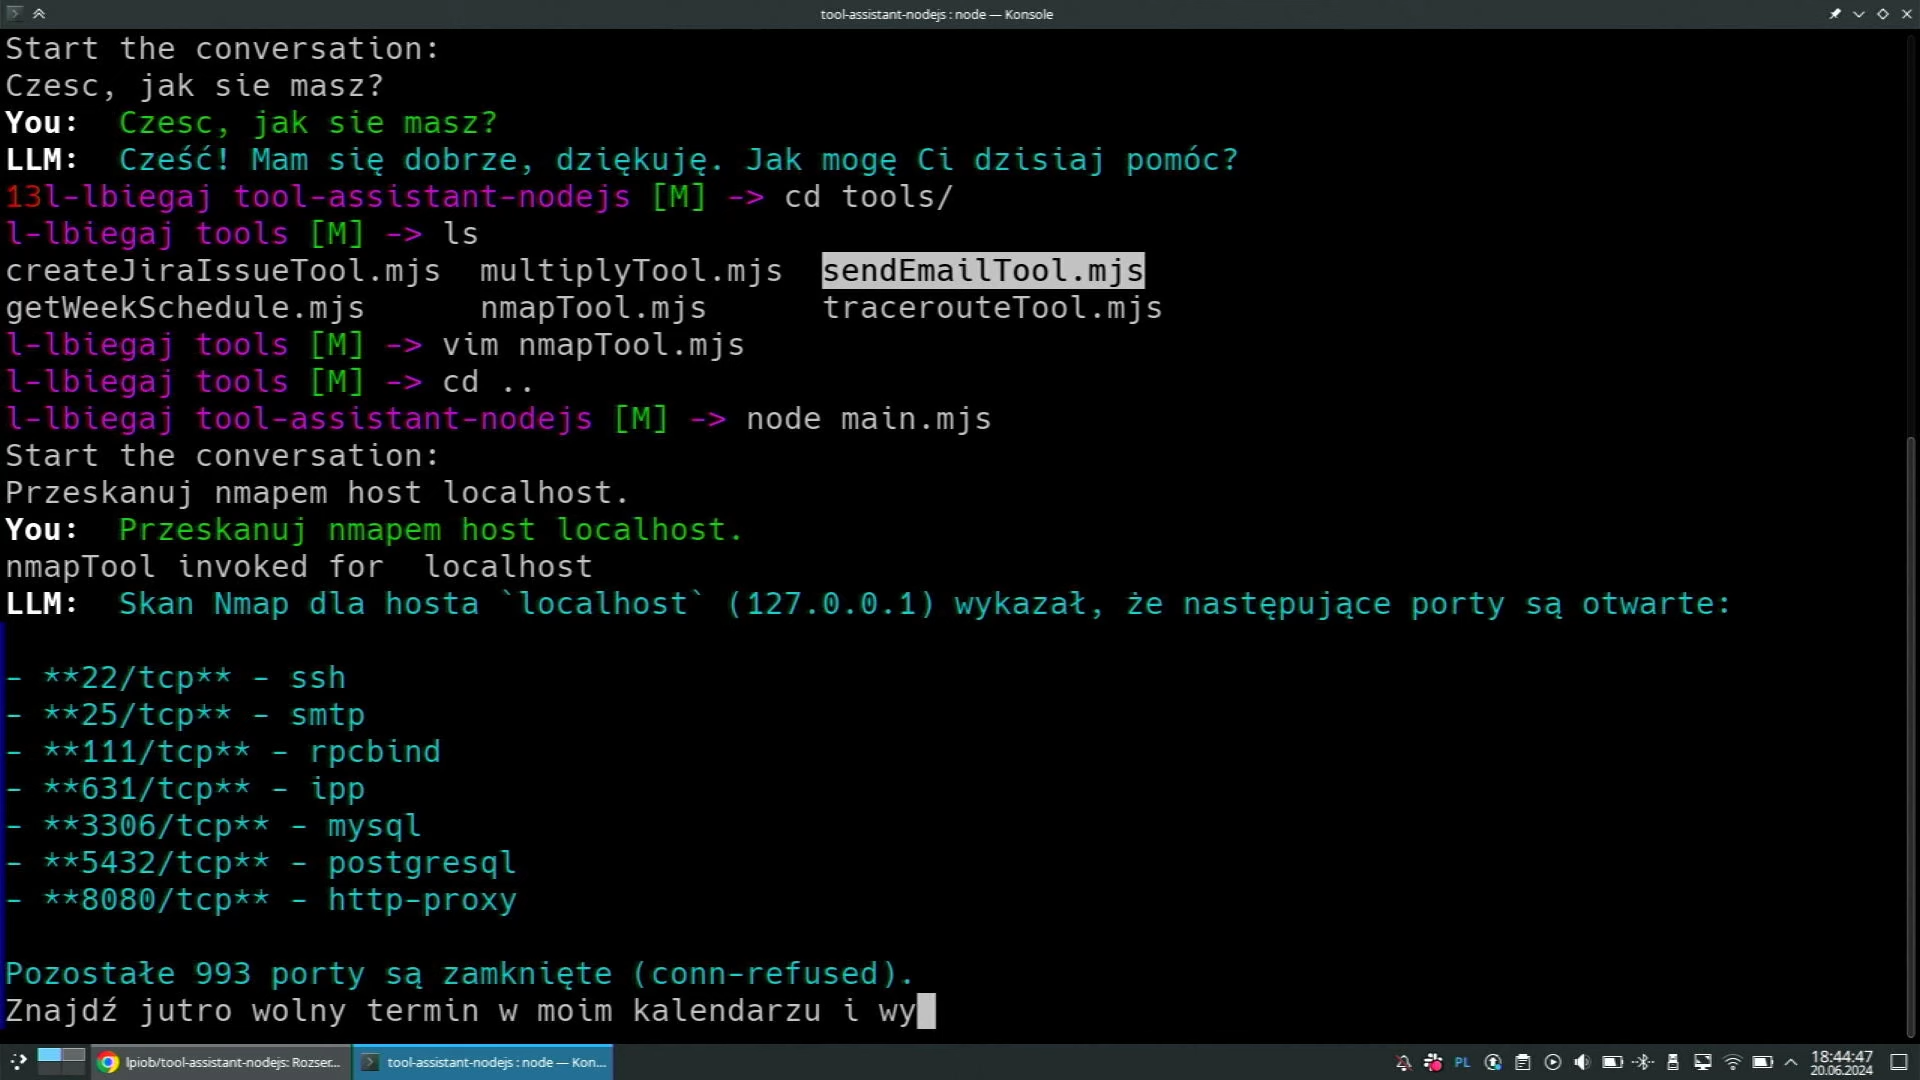 tool-assistant-nodejs : node — Konsole
Start the conversation:
Czesc, jak sie masz?
You:  Czesc, jak sie masz?
LLM:  Cześć! Mam się dobrze, dziękuję. Jak mogę Ci dzisiaj pomóc?
13l-lbiegaj tool-assistant-nodejs [M] -> cd tools/
l-lbiegaj tools [M] -> ls
createJiraIssueTool.mjs  multiplyTool.mjs  sendEmailTool.mjs
getWeekSchedule.mjs      nmapTool.mjs      tracerouteTool.mjs
l-lbiegaj tools [M] -> vim nmapTool.mjs
l-lbiegaj tools [M] -> cd ..
l-lbiegaj tool-assistant-nodejs [M] -> node main.mjs
Start the conversation:
Przeskanuj nmapem host localhost.
You:  Przeskanuj nmapem host localhost.
nmapTool invoked for  localhost
LLM:  Skan Nmap dla hosta `localhost` (127.0.0.1) wykazał, że następujące porty są otwarte:
- **22/tcp** - ssh
- **25/tcp** - smtp
- **111/tcp** - rpcbind
- **631/tcp** - ipp
- **3306/tcp** - mysql
- **5432/tcp** - postgresql
- **8080/tcp** - http-proxy
Pozostałe 993 porty są zamknięte (conn-refused).
Znajdź jutro wolny termin w moim kalendarzu i wy
lpiob/tool-assistant-nodejs: Rozser... tool-assistant-nodejs : node — Kon... PL 18:44:47
20.06.2024